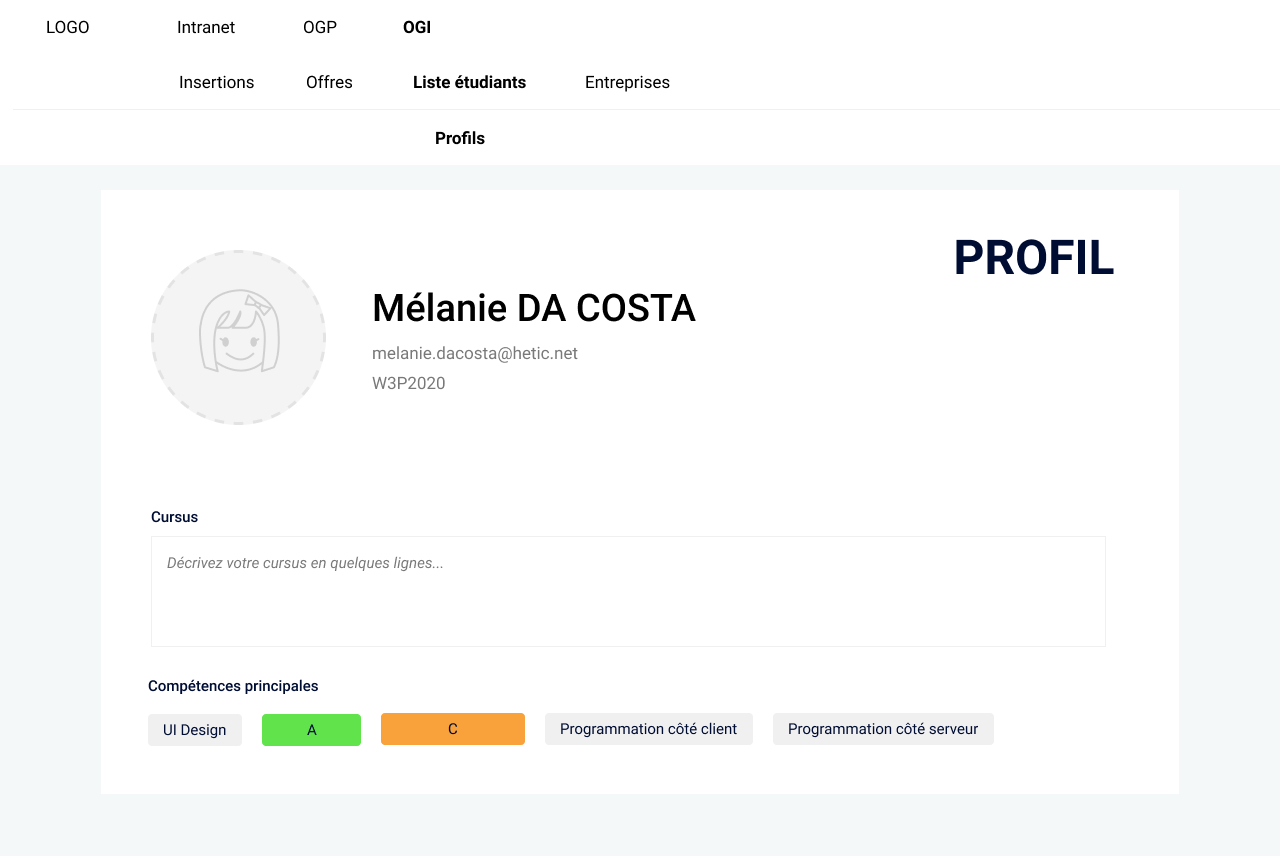 LOGO Intranet OGP OGI
Insertions Offres Liste étudiants Entreprises
Profils
PROFIL
Mélanie DA COSTA
melanie.dacosta@hetic.net
W3P2020
Cursus
Décrivez votre cursus en quelques lignes...
Compétences principales
UI Design A C Programmation côté client Programmation côté serveur